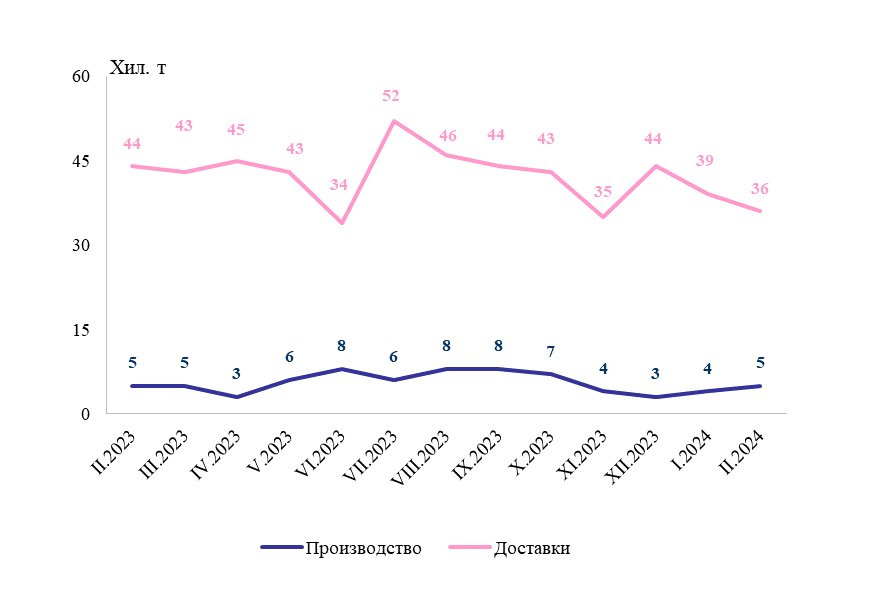 Хил. т
60
52
44
43
45
43
46
44
43
44
39
34
35
36
45
30
15
5
5
3
6
8
6
8
8
7
4
3
4
5
0
II.2023
III.2023
IV.2023
V.2023
VI.2023
VII.2023
VIII.2023
IX.2023
X.2023
XI.2023
XII.2023
I.2024
II.2024
Производство
Доставки